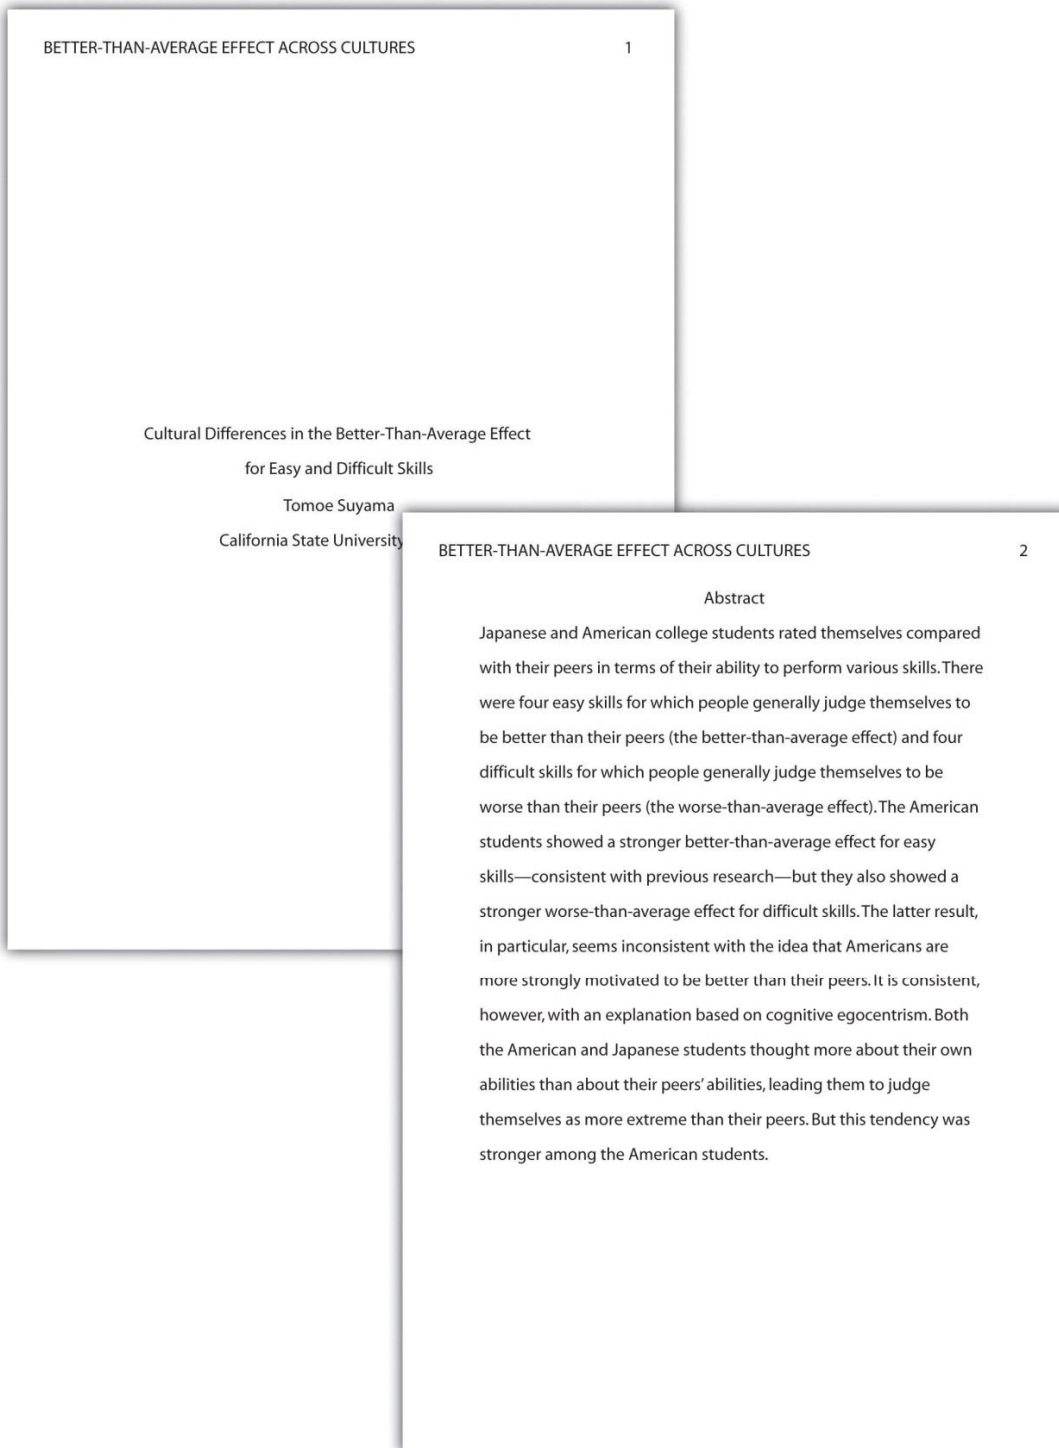 BETTER-THAN-AVERAGE EFFECT ACROSS CULTURES 1
Cultural Differences in the Better-Than-Average Effect
for Easy and Difficult Skills
Tomoe Suyama
California State University
BETTER-THAN-AVERAGE EFFECT ACROSS CULTURES 2
Abstract
Japanese and American college students rated themselves compared
with their peers in terms of their ability to perform various skills. There
were four easy skills for which people generally judge themselves to
be better than their peers (the better-than-average effect) and four
difficult skills for which people generally judge themselves to be
worse than their peers (the worse-than-average effect). The American
students showed a stronger better-than-average effect for easy
skills—consistent with previous research—but they also showed a
stronger worse-than-average effect for difficult skills. The latter result,
in particular, seems inconsistent with the idea that Americans are
more strongly motivated to be better than their peers. It is consistent,
however, with an explanation based on cognitive egocentrism. Both
the American and Japanese students thought more about their own
abilities than about their peers’ abilities, leading them to judge
themselves as more extreme than their peers. But this tendency was
stronger among the American students.